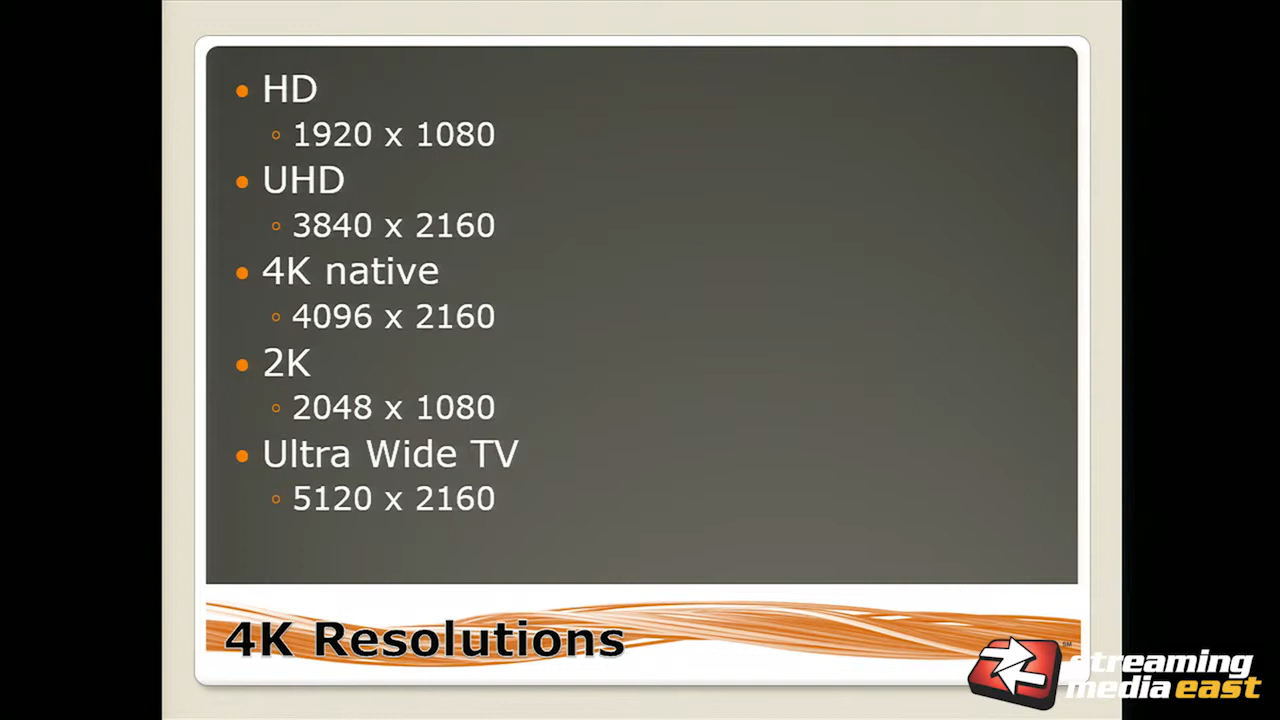 HD
1920 x 1080
UHD
3840 x 2160
4K native
4096 x 2160
2K
2048 x 1080
Ultra Wide TV
5120 x 2160
4K Resolutions
streaming
media east
SM